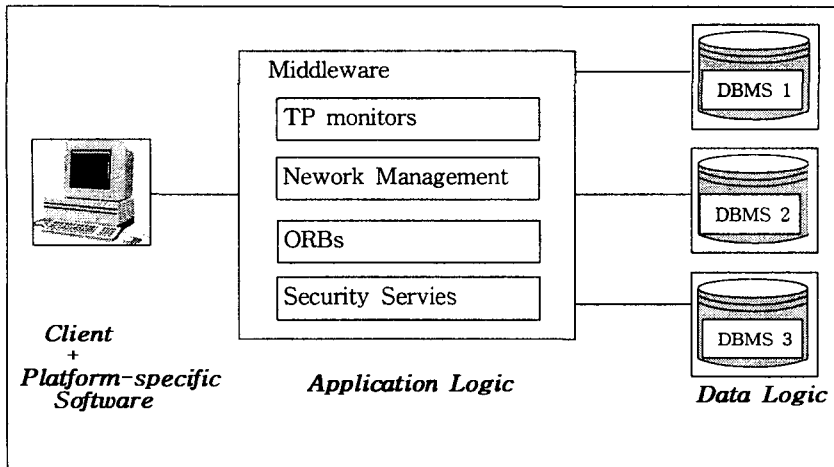 Middleware
TP monitors
Nework Management
ORBs
Security Servies
DBMS 1
DBMS 2
DBMS 3
Client
+
Platform-specific
Software
Application Logic
Data Logic